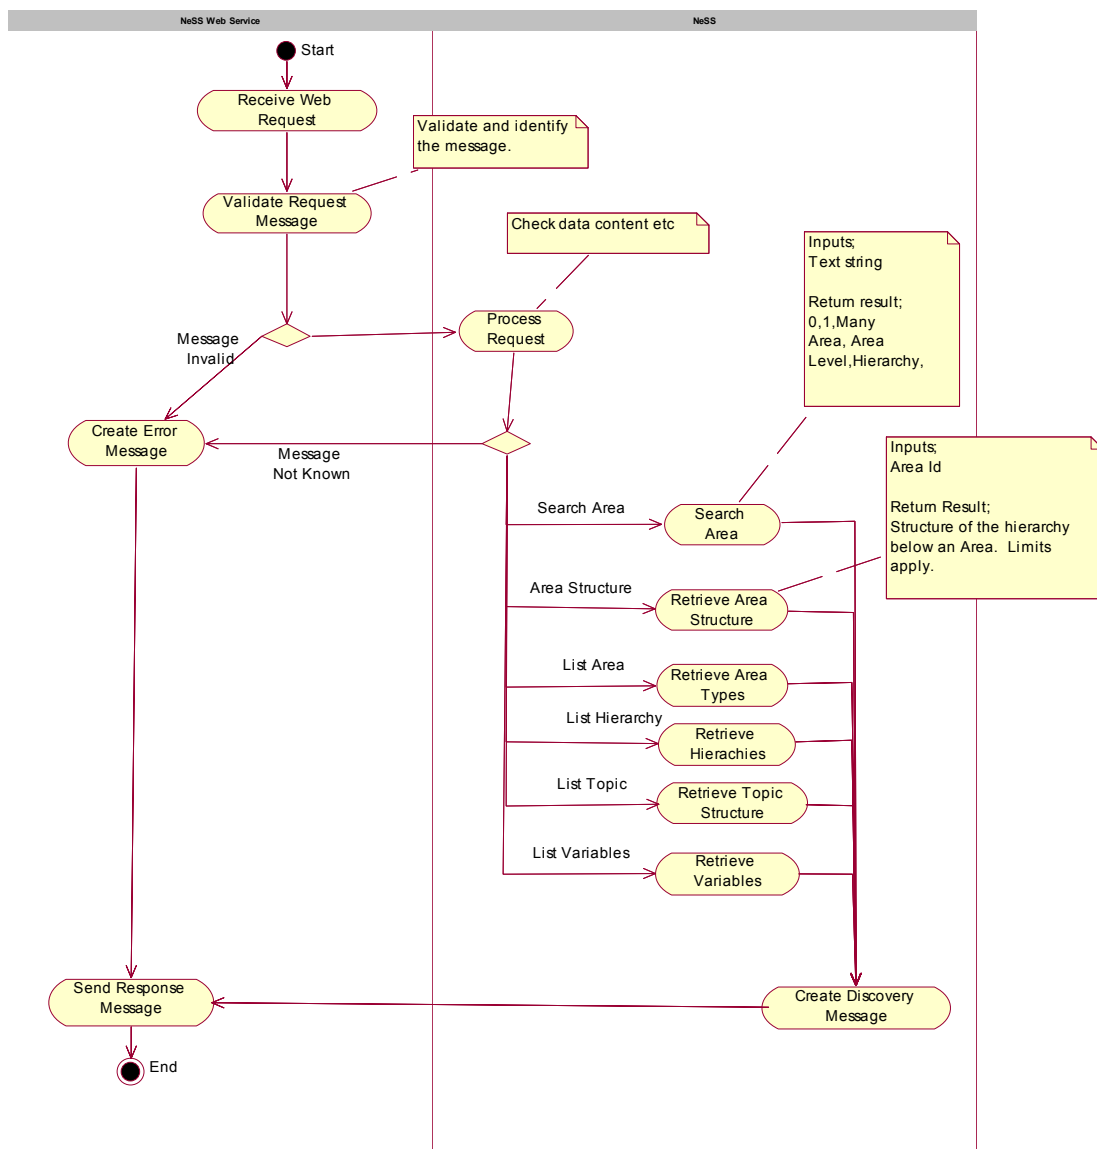 NeSS Web Service
NeSS
Start
Receive Web
Request
Validate and identify
the message.
Validate Request
Message
Check data content etc
Inputs;
Text string
Return result;
0,1,Many
Area, Area
Level,Hierarchy,
Process
Request
Message
Invalid
Create Error
Message
Message
Not Known
Inputs;
Area Id
Return Result;
Structure of the hierarchy
below an Area. Limits
apply.
Search Area
Search
Area
Area Structure
Retrieve Area
Structure
List Area
Retrieve Area
Types
List Hierarchy
Retrieve
Hierachies
List Topic
Retrieve Topic
Structure
List Variables
Retrieve
Variables
Send Response
Message
Create Discovery
Message
End